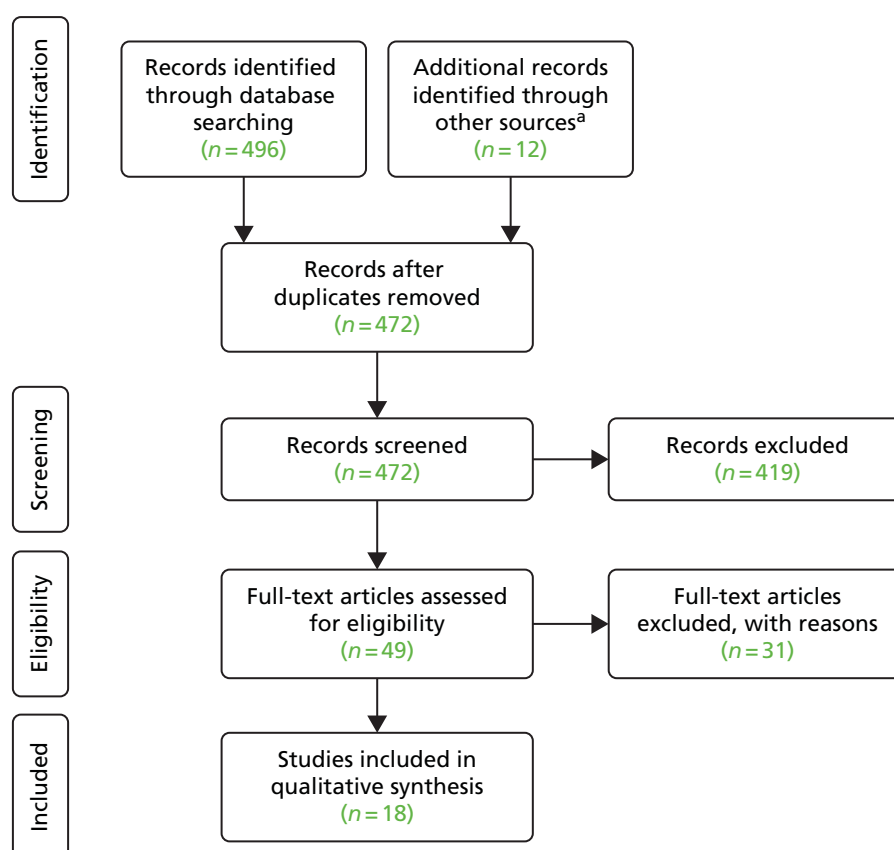 Identification
Records identified
through database
searching
(n=496)
Additional records
identified through
other sourcesa
(n=12)
Records after
duplicates removed
(n=472)
Screening
Records screened
(n=472)
Records excluded
(n=419)
Eligibility
Full-text articles assessed
for eligibility
(n=49)
Full-text articles
excluded, with reasons
(n=31)
Included
Studies included in
qualitative synthesis
(n=18)